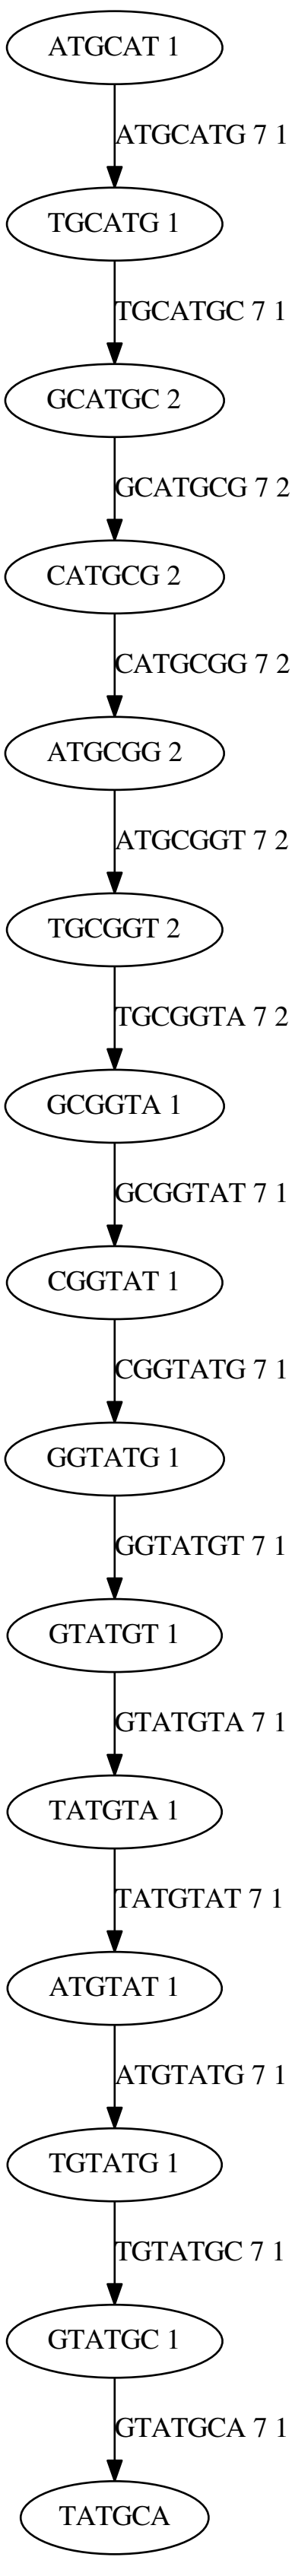 ATGCAT 1
ATGCATG 7 1
TGCATG 1
TGCATGC 7 1
GCATGC 2
GCATGCG 7 2
CATGCG 2
CATGCGG 7 2
ATGCGG 2
ATGCGGT 7 2
TGCGGT 2
TGCGGTA 7 2
GCGGTA 1
GCGGTAT 7 1
CGGTAT 1
CGGTATG 7 1
GGTATG 1
GGTATGT 7 1
GTATGT 1
GTATGTA 7 1
TATGTA 1
TATGTAT 7 1
ATGTAT 1
ATGTATG 7 1
TGTATG 1
TGTATGC 7 1
GTATGC 1
GTATGCA 7 1
TATGCA